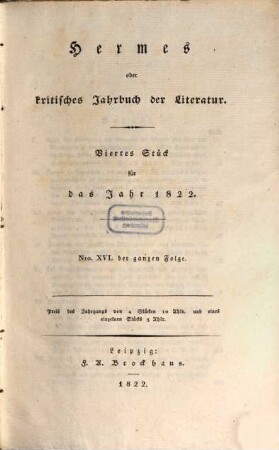 Hermes
oder
kritisches Jahrbuch der Literatur.
Viertes Stück
für
das Jahr 1822.
Nro. XVI. der ganzen Folge.
Preis des Jahrgangs von 4 Stücken 10 Thlr. und eines
einzelnen Stücks 3 Thlr.
Leipzig:
F. A. Brockhaus.
1822.